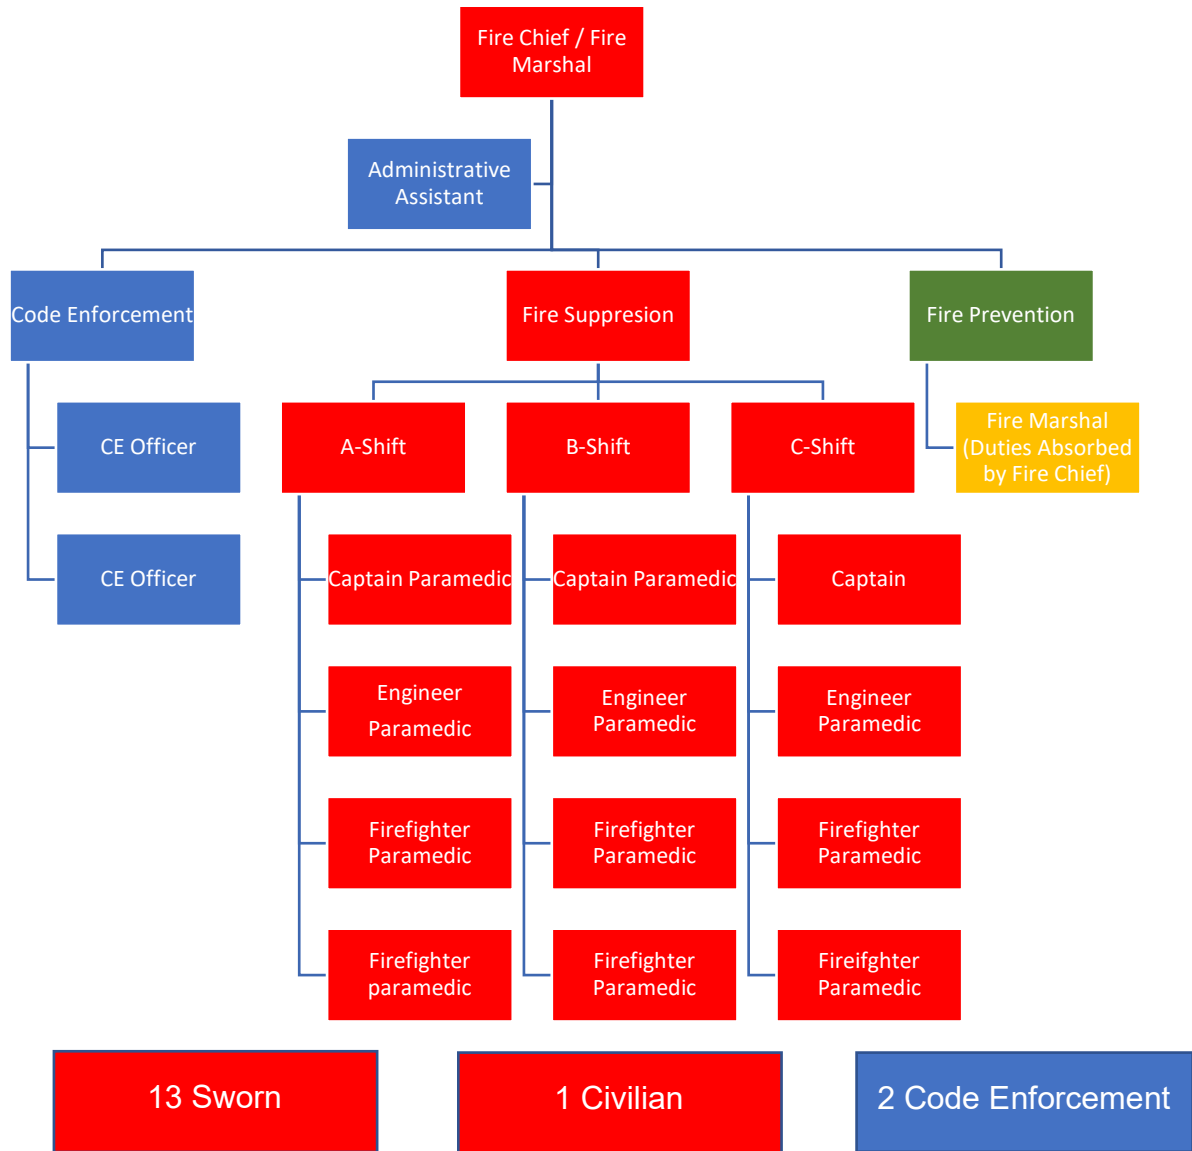 Fire Chief / Fire
Marshal
Administrative
Assistant
Code Enforcement
Fire Suppresion
Fire Prevention
CE Officer
A-Shift
B-Shift
C-Shift
Fire Marshal
(Duties Absorbed
by Fire Chief)
CE Officer
Captain Paramedic
Captain Paramedic
Captain
Engineer
Paramedic
Engineer
Paramedic
Engineer
Paramedic
Firefighter
Paramedic
Firefighter
Paramedic
Firefighter
Paramedic
Firefighter
paramedic
Firefighter
Paramedic
Fireifghter
Paramedic
13 Sworn
1 Civilian
2 Code Enforcement